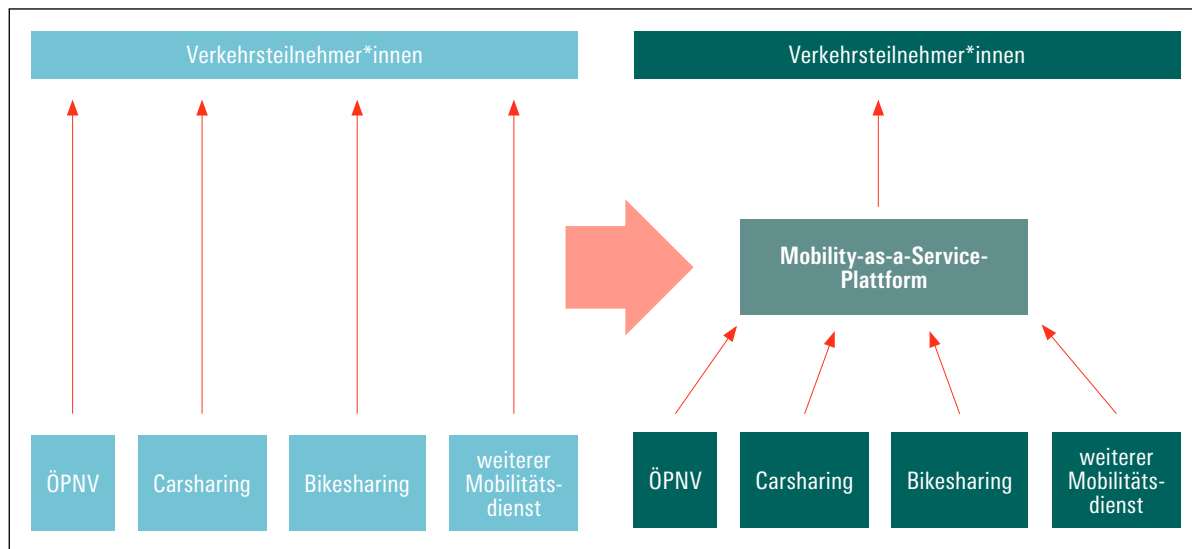 Verkehrsteilnehmer*innen
ÖPNV
Carsharing
Bikesharing
weiterer
Mobilitäts-
dienst
Verkehrsteilnehmer*innen
Mobility-as-a-Service-
Plattform
ÖPNV
Carsharing
Bikesharing
weiterer
Mobilitäts-
dienst